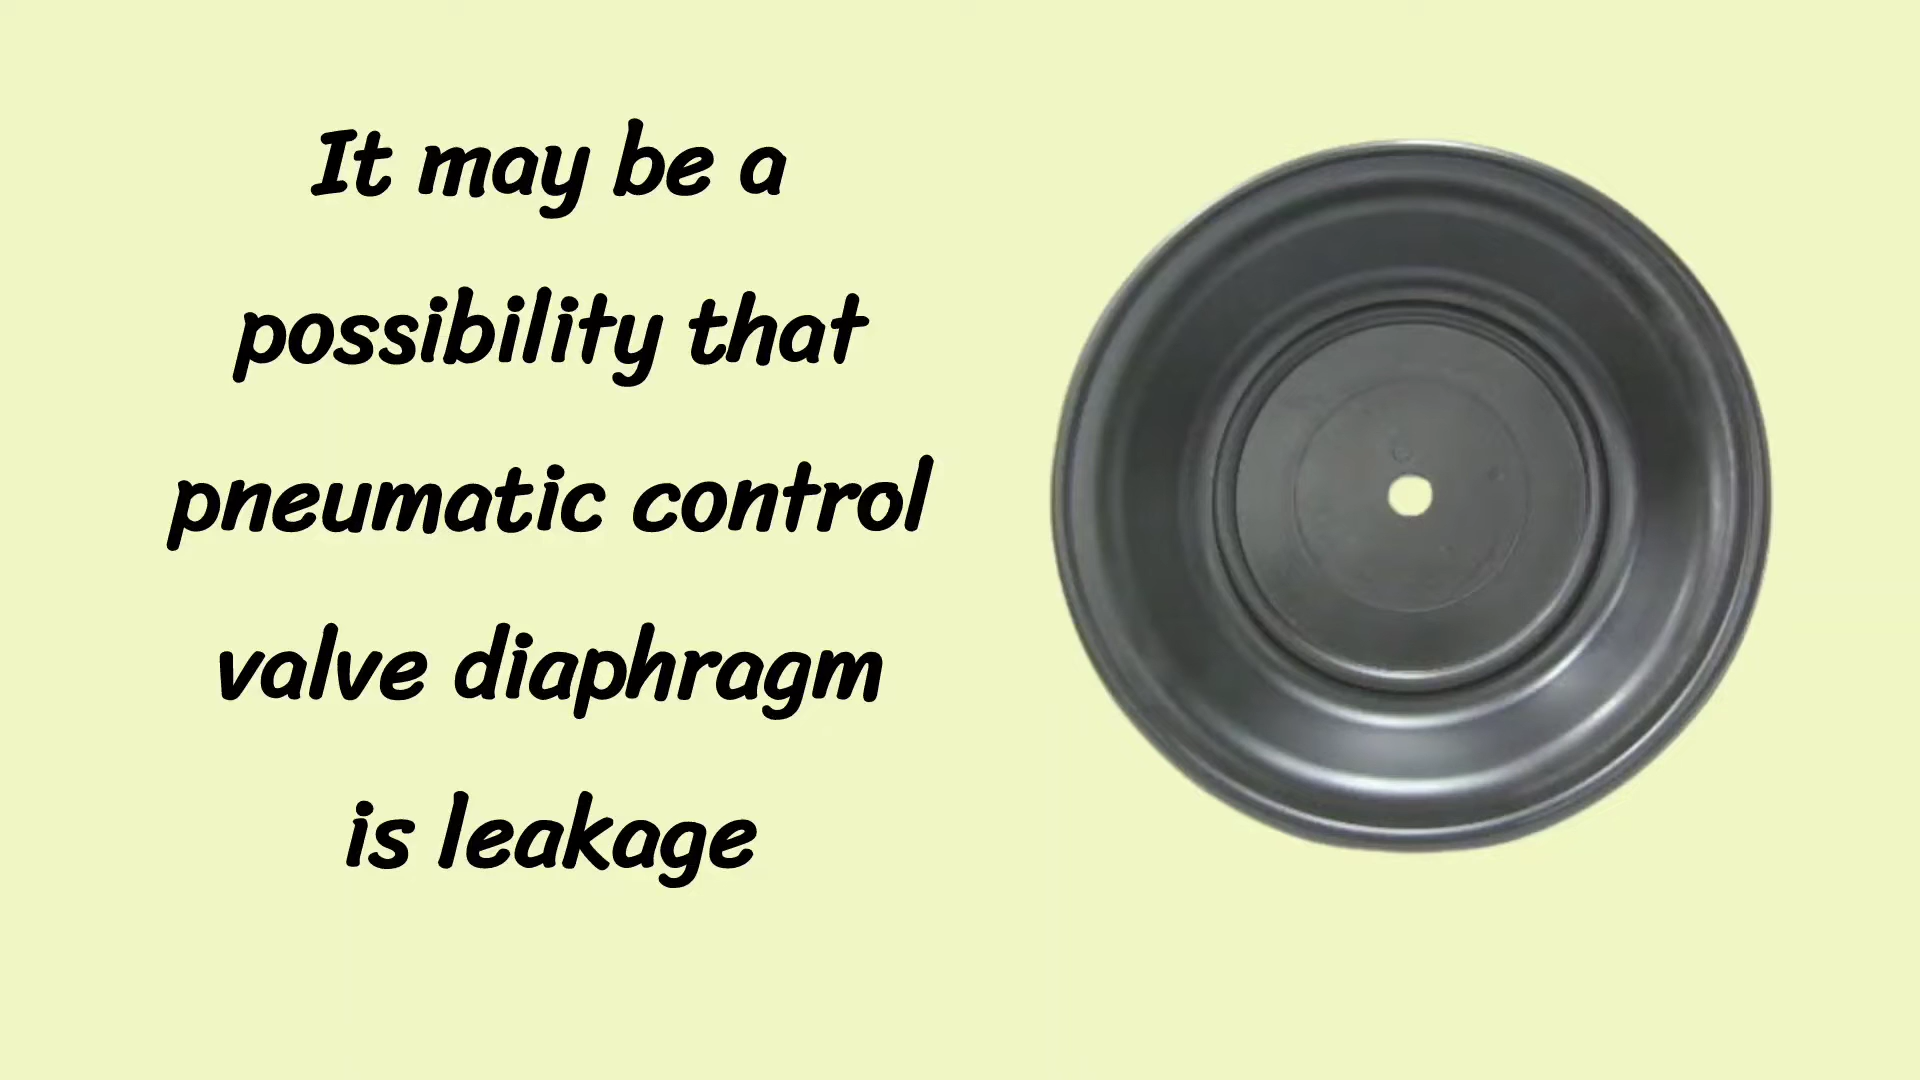 It may be a
possibility that
pneumatic control
valve diaphragm
is leakage